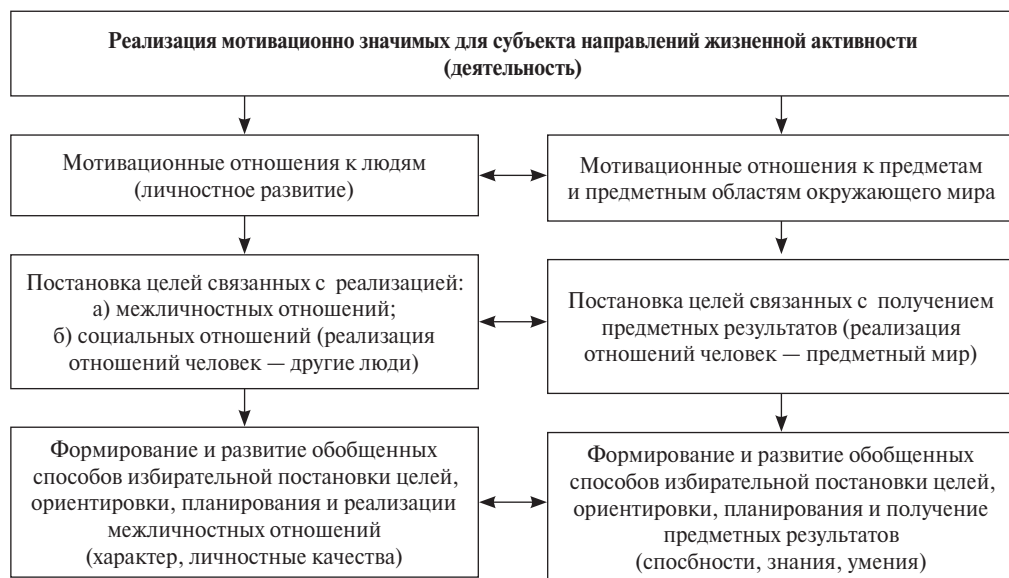 Реализация мотивационно значимых для субъекта направлений жизненной активности
(деятельность)
Мотивационные отношения к людям
(личностное развитие)
Мотивационные отношения к предметам
и предметным областям окружающего мира
Постановка целей связанных с реализацией:
а) межличностных отношений;
б) социальных отношений (реализация
отношений человек — другие люди)
Постановка целей связанных с получением
предметных результатов (реализация
отношений человек — предметный мир)
Формирование и развитие обобщенных
способов избирательной постановки целей,
ориентировки, планирования и реализации
межличностных отношений
(характер, личностные качества)
Формирование и развитие обобщенных
способов избирательной постановки целей,
ориентировки, планирования и получение
предметных результатов
(спосбности, знания, умения)